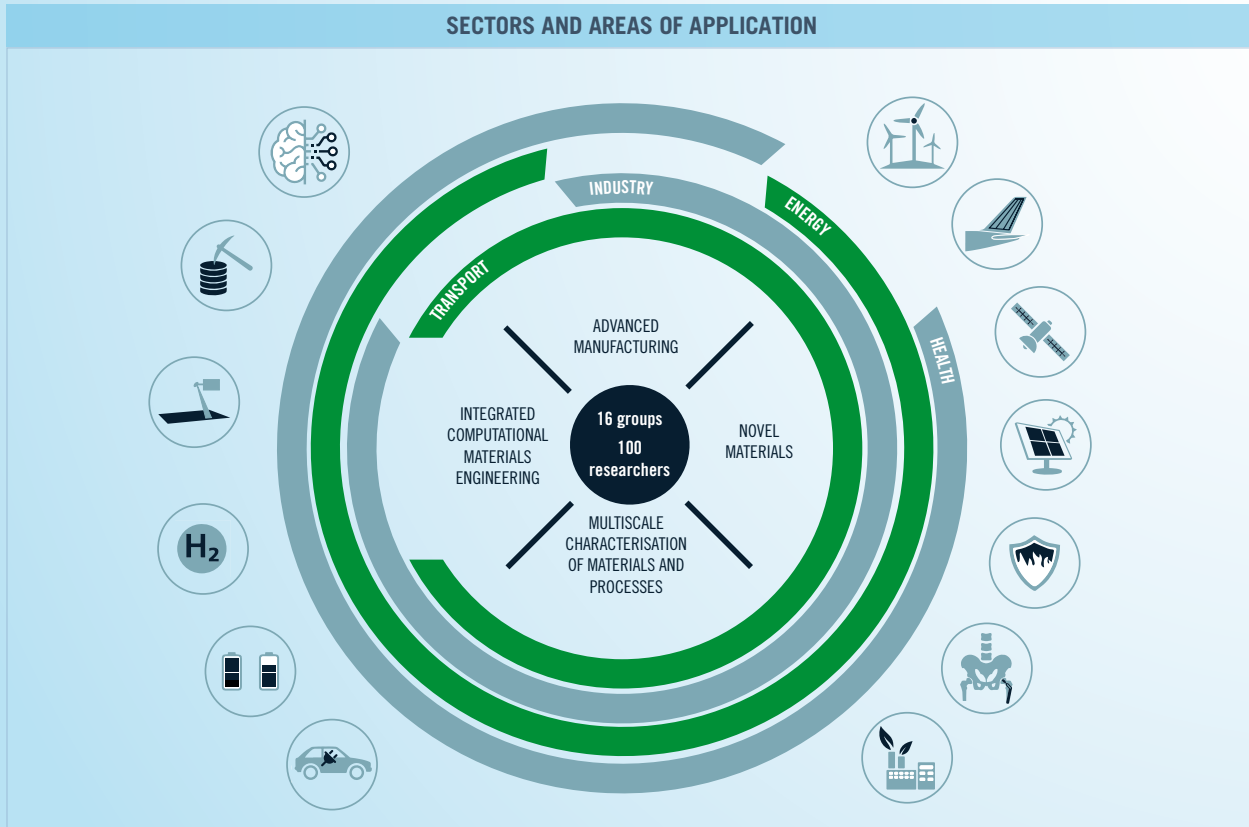 SECTORS AND AREAS OF APPLICATION
INDUSTRY
ENERGY
TRANSPORT
HEALTH
ADVANCED
MANUFACTURING
INTEGRATED
COMPUTATIONAL
MATERIALS
ENGINEERING
16 groups
100
researchers
NOVEL
MATERIALS
MULTISCALE
CHARACTERISATION
OF MATERIALS AND
PROCESSES
H₂